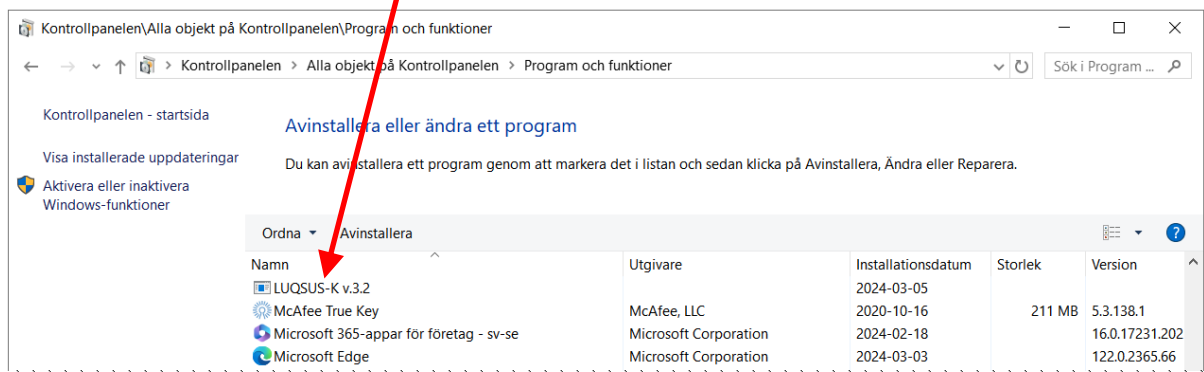 Kontrollpanelen\Alla objekt på Kontrollpanelen\Program och funktioner
Kontrollpanelen > Alla objekt på Kontrollpanelen > Program och funktioner Sök i Program ...
Kontrollpanelen - startsida
Visa installerade uppdateringar
Aktivera eller inaktivera
Windows-funktioner
Avinstallera eller ändra ett program
Du kan avinstallera ett program genom att markera det i listan och sedan klicka på Avinstallera, Ändra eller Reparera.
Ordna Avinstallera
Namn Utgivare Installationsdatum Storlek Version
LUQSUS-K v.3.2 2024-03-05
McAfee True Key McAfee, LLC 2020-10-16 211 MB 5.3.138.1
Microsoft 365-appar för företag - sv-se Microsoft Corporation 2024-02-18 16.0.17231.202
Microsoft Edge Microsoft Corporation 2024-03-03 122.0.2365.66